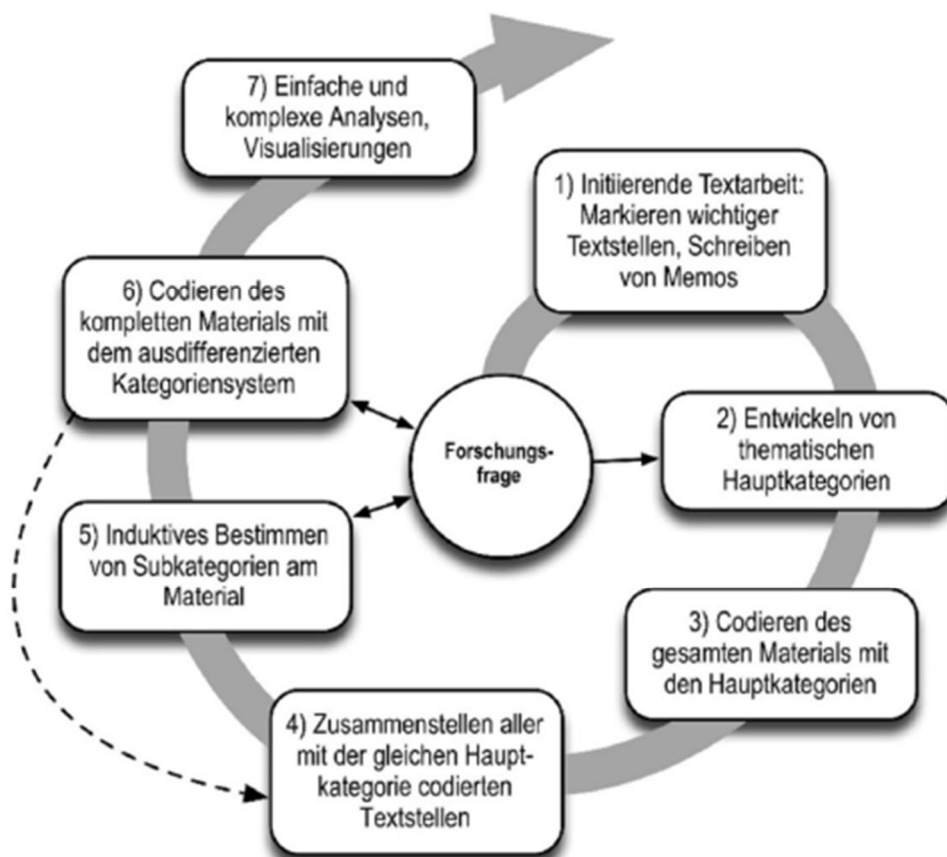 7) Einfache und
komplexe Analysen,
Visualisierungen
1) Initiierende Textarbeit:
Markieren wichtiger
Textstellen, Schreiben
von Memos
6) Codieren des
kompletten Materials mit
dem ausdifferenzierten
Kategoriensystem
Forschungs-
frage
2) Entwickeln von
thematischen
Hauptkategorien
5) Induktives Bestimmen
von Subkategorien am
Material
3) Codieren des
gesamten Materials mit
den Hauptkategorien
4) Zusammenstellen aller
mit der gleichen Haupt-
kategorie codierten
Textstellen